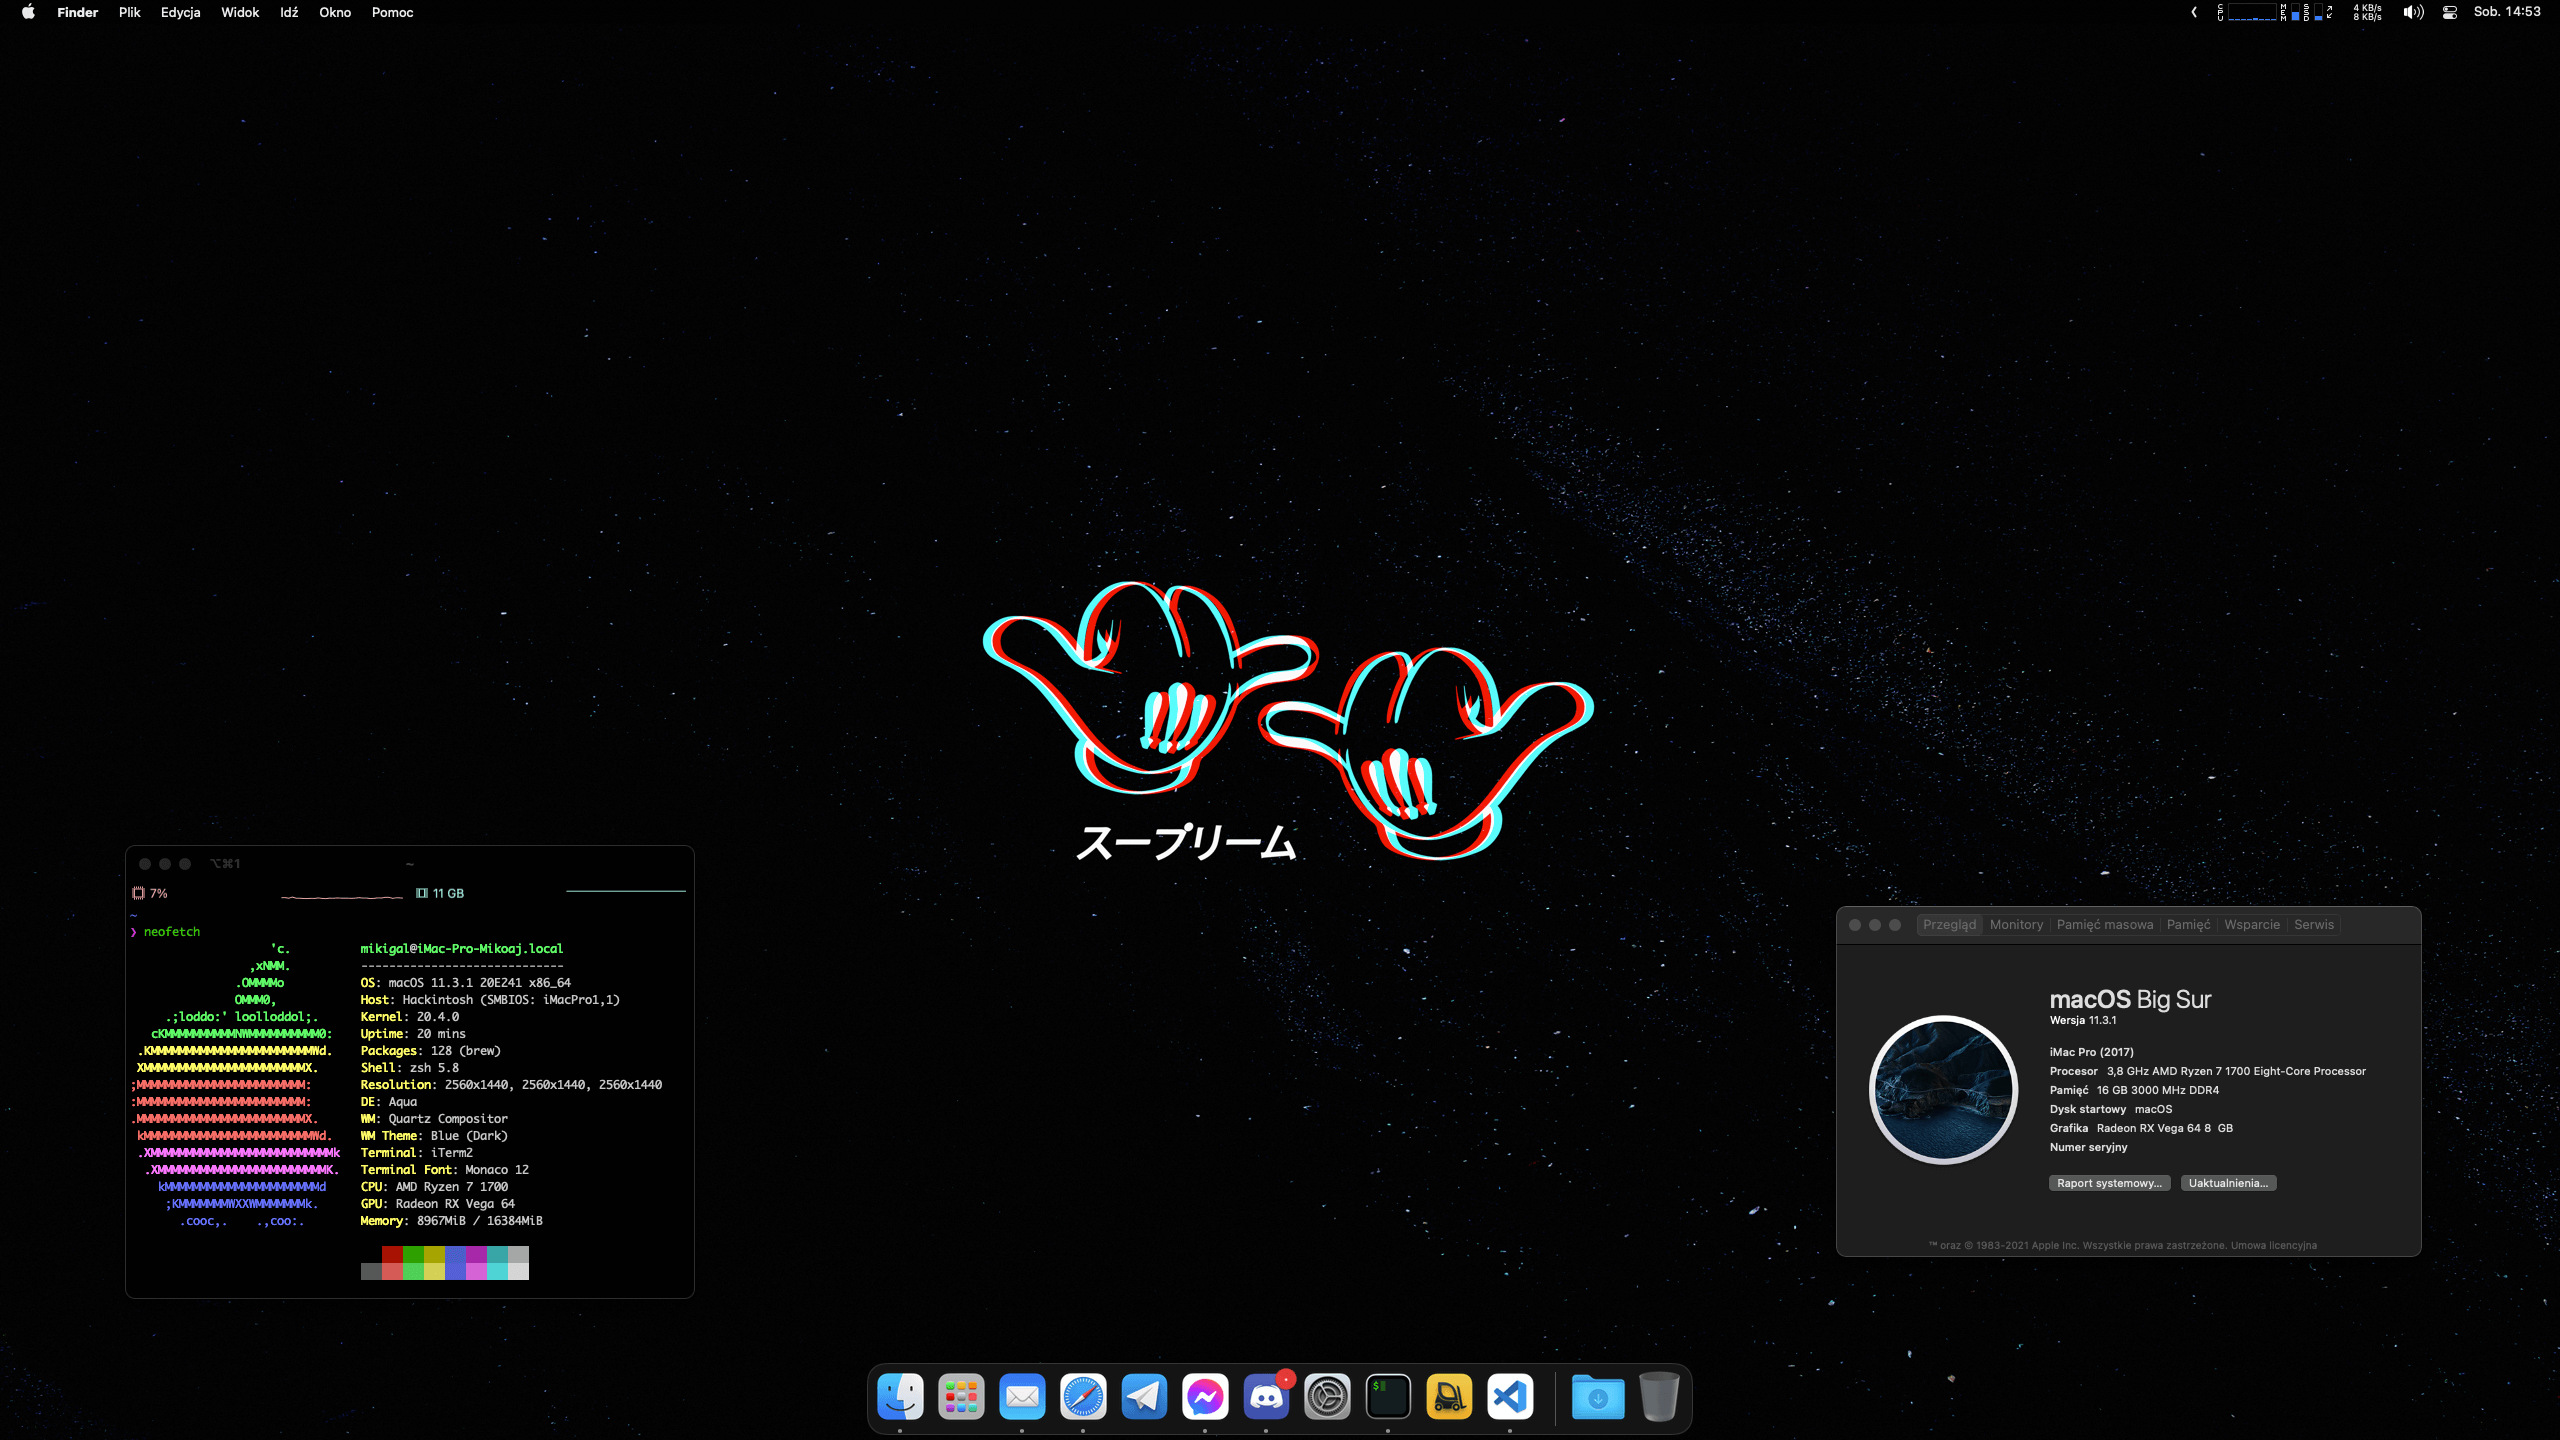 Finder Plik Edycja Widok Idź Okno Pomoc
CPU MEM SSD 4 KB/s Sob. 14:53
8 KB/s
スープリーム
⌥⌘1 ~
7% 11 GB
~
❯ neofetch
'c. mikigal@iMac-Pro-Mikoaj.local
,xNMM. ----------------------------
.OMMMMo OS: macOS 11.3.1 20E241 x86_64
OMMM0, Host: Hackintosh (SMBIOS: iMacPro1,1)
.;loddo:' loolloddol;. Kernel: 20.4.0
cKMMMMMMMMMMNWMMMMMMMMMM0: Uptime: 20 mins
.KMMMMMMMMMMMMMMMMMMMMMMMWd. Packages: 128 (brew)
XMMMMMMMMMMMMMMMMMMMMMMMX. Shell: zsh 5.8
;MMMMMMMMMMMMMMMMMMMMMMMM: Resolution: 2560x1440, 2560x1440, 2560x1440
:MMMMMMMMMMMMMMMMMMMMMMMM: DE: Aqua
.MMMMMMMMMMMMMMMMMMMMMMMMX. WM: Quartz Compositor
kMMMMMMMMMMMMMMMMMMMMMMMMWd. WM Theme: Blue (Dark)
.XMMMMMMMMMMMMMMMMMMMMMMMMMMk Terminal: iTerm2
.XMMMMMMMMMMMMMMMMMMMMMMMMK. Terminal Font: Monaco 12
kMMMMMMMMMMMMMMMMMMMMMMd CPU: AMD Ryzen 7 1700
;KMMMMMMMWXXWMMMMMMMk. GPU: Radeon RX Vega 64
.cooc,. .,coo:. Memory: 8967MiB / 16384MiB
Przegląd Monitory Pamięć masowa Pamięć Wsparcie Serwis
macOS Big Sur
Wersja 11.3.1
iMac Pro (2017)
Procesor 3,8 GHz AMD Ryzen 7 1700 Eight-Core Processor
Pamięć 16 GB 3000 MHz DDR4
Dysk startowy macOS
Grafika Radeon RX Vega 64 8 GB
Numer seryjny
Raport systemowy... Uaktualnienia...
™ oraz © 1983-2021 Apple Inc. Wszystkie prawa zastrzeżone. Umowa licencyjna
$